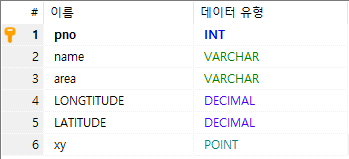 # 이름 데이터 유형
1 pno INT
2 name VARCHAR
3 area VARCHAR
4 LONGTITUDE DECIMAL
5 LATITUDE DECIMAL
6 xy POINT